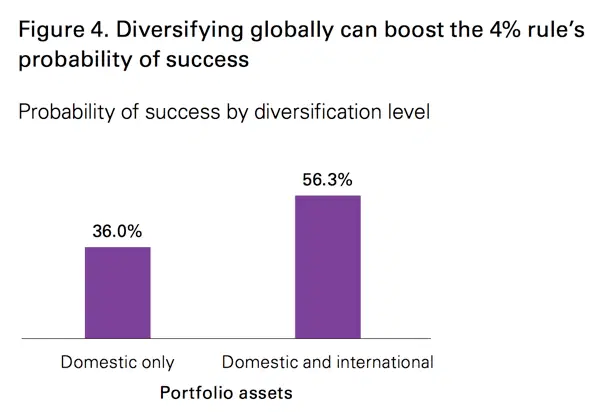 Figure 4. Diversifying globally can boost the 4% rule’s
probability of success
Probability of success by diversification level
56.3%
36.0%
Domestic only
Domestic and international
Portfolio assets